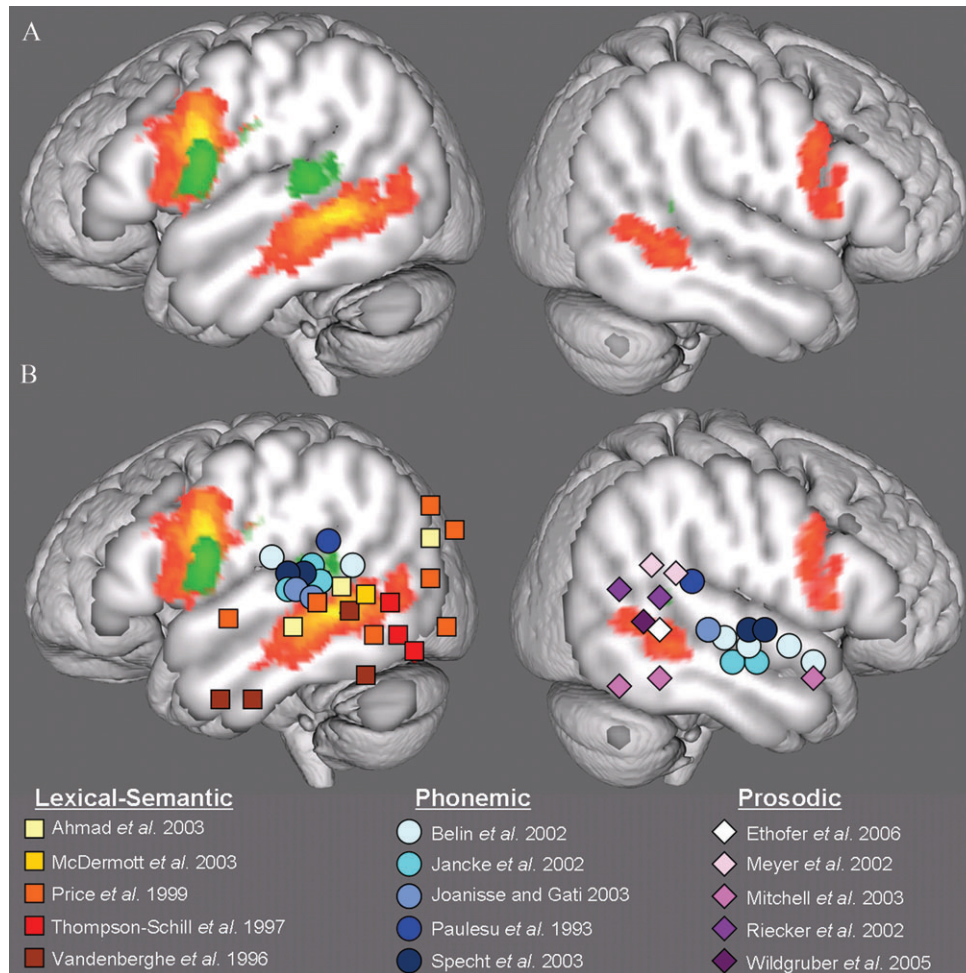 A
B
Lexical-Semantic
Ahmad et al. 2003
McDermott et al. 2003
Price et al. 1999
Thompson-Schill et al. 1997
Vandenberghe et al. 1996
Phonemic
Belin et al. 2002
Jancke et al. 2002
Joanisse and Gati 2003
Paulesu et al. 1993
Specht et al. 2003
Prosodic
Ethofer et al. 2006
Meyer et al. 2002
Mitchell et al. 2003
Riecker et al. 2002
Wildgruber et al. 2005